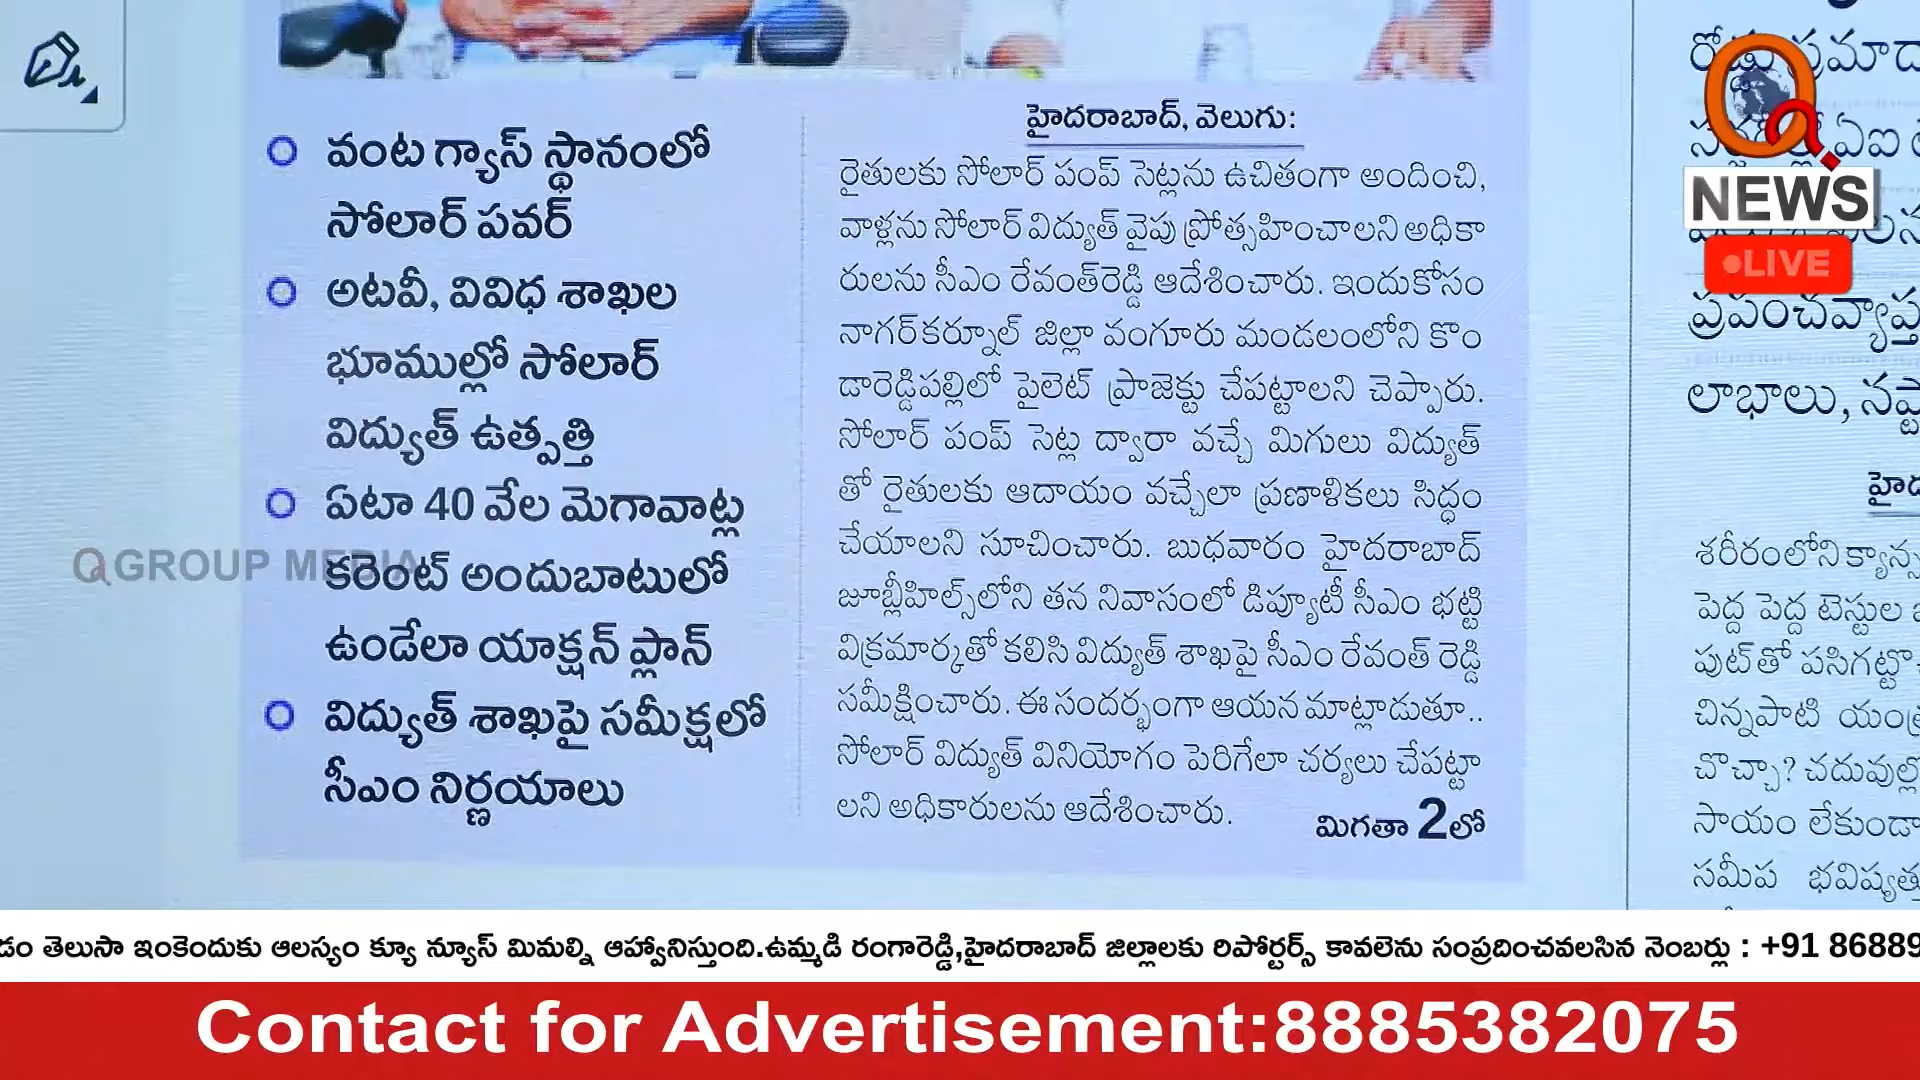 వంట గ్యాస్ స్థానంలో
సోలార్ పవర్
అటవీ, వివిధ శాఖల
భూముల్లో సోలార్
విద్యుత్ ఉత్పత్తి
ఏటా 40 వేల మెగావాట్ల
కరెంట్ అందుబాటులో
ఉండేలా యాక్షన్ ప్లాన్
విద్యుత్ శాఖపై సమీక్షలో
సీఎం నిర్ణయాలు
హైదరాబాద్, వెలుగు:
రైతులకు సోలార్ పంప్ సెట్లను ఉచితంగా అందించి,
వాళ్లను సోలార్ విద్యుత్ వైపు ప్రోత్సహించాలని అధికా
రులను సీఎం రేవంత్‌రెడ్డి ఆదేశించారు. ఇందుకోసం
నాగర్‌కర్నూల్ జిల్లా వంగూరు మండలంలోని కొం
డారెడ్డిపల్లిలో పైలెట్ ప్రాజెక్టు చేపట్టాలని చెప్పారు.
సోలార్ పంప్ సెట్ల ద్వారా వచ్చే మిగులు విద్యుత్
తో రైతులకు ఆదాయం వచ్చేలా ప్రణాళికలు సిద్ధం
చేయాలని సూచించారు. బుధవారం హైదరాబాద్
జూబ్లీహిల్స్‌లోని తన నివాసంలో డిప్యూటీ సీఎం భట్టి
విక్రమార్కతో కలిసి విద్యుత్ శాఖపై సీఎం రేవంత్ రెడ్డి
సమీక్షించారు. ఈ సందర్భంగా ఆయన మాట్లాడుతూ..
సోలార్ విద్యుత్ వినియోగం పెరిగేలా చర్యలు చేపట్టా
లని అధికారులను ఆదేశించారు.
మిగతా 2లో
Q
NEWS
LIVE
రోడ్డు
ప్రపంచవ్యాప్త
లాభాలు,
శరీరంలోని
పెద్ద పెద్ద టెస్టుల
పుట్‌తో
చిన్నపాటి
చొచ్చా?
సాయం లేకుండా
సమీప
QGROUP MEDIA
తెలుసా ఇంకెందుకు ఆలస్యం క్యూ న్యూస్ మిమల్ని ఆహ్వానిస్తుంది.ఉమ్మడి రంగారెడ్డి,హైదరాబాద్ జిల్లాలకు రిపోర్టర్స్ కావలెను సంప్రదించవలసిన నెంబర్లు : +91 86889
Contact for Advertisement:8885382075